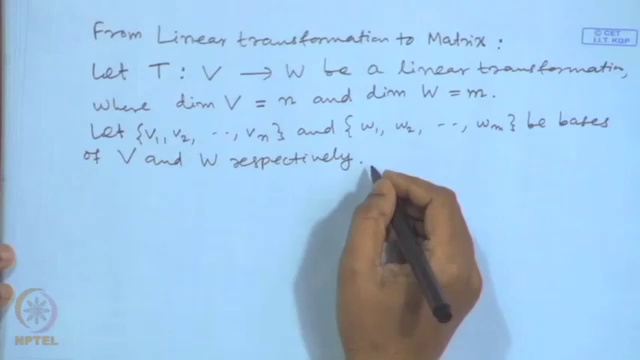 From Linear transformation to Matrix:
© CET
I.I.T. KGP
Let T: V → W be a linear transformation,
where dim V = n and dim W = m.
Let {v₁, v₂, ..., vₙ} and {w₁, w₂, ..., wₘ} be bases
of V and W respectively.
NPTEL